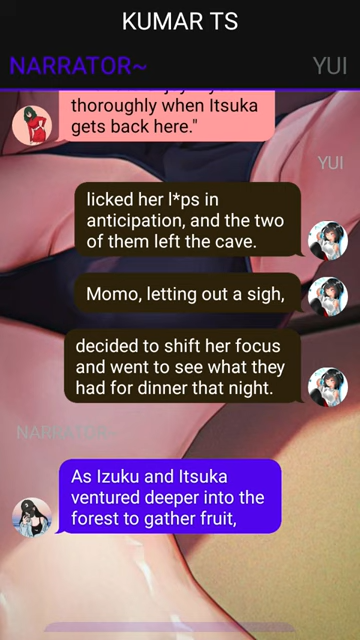 KUMAR TS
NARRATOR~
YUI
thoroughly when Itsuka
gets back here."
YUI
licked her l*ps in
anticipation, and the two
of them left the cave.
Momo, letting out a sigh,
decided to shift her focus
and went to see what they
had for dinner that night.
NARRATOR~
As Izuku and Itsuka
ventured deeper into the
forest to gather fruit,